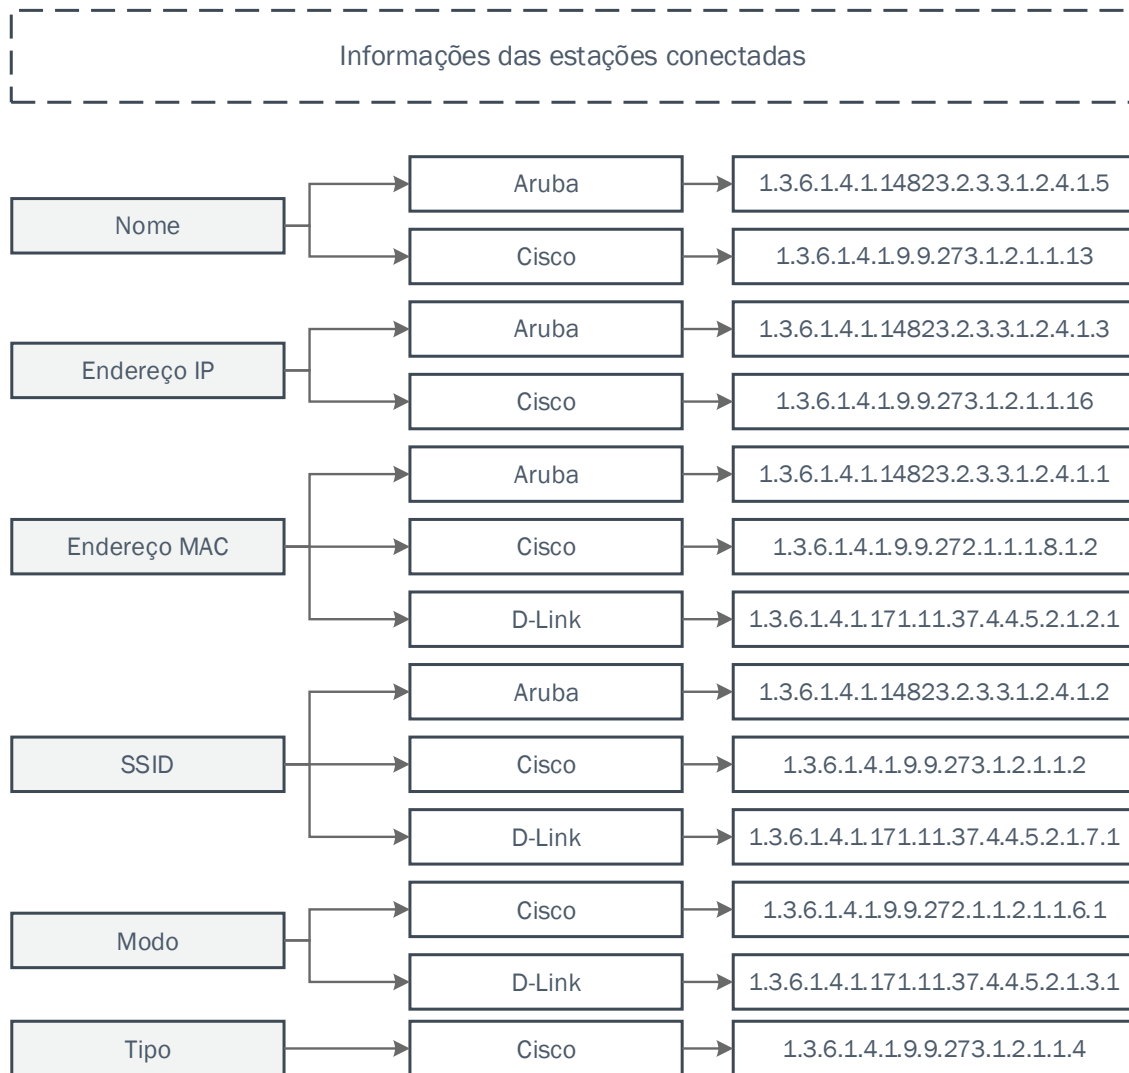 Informações das estações conectadas
Nome
Aruba
1.3.6.1.4.1.14823.2.3.3.1.2.4.1.5
Cisco
1.3.6.1.4.1.9.9.273.1.2.1.1.13
Endereço IP
Aruba
1.3.6.1.4.1.14823.2.3.3.1.2.4.1.3
Cisco
1.3.6.1.4.1.9.9.273.1.2.1.1.16
Endereço MAC
Aruba
1.3.6.1.4.1.14823.2.3.3.1.2.4.1.1
Cisco
1.3.6.1.4.1.9.9.272.1.1.1.8.1.2
D-Link
1.3.6.1.4.1.171.11.37.4.4.5.2.1.2.1
SSID
Aruba
1.3.6.1.4.1.14823.2.3.3.1.2.4.1.2
Cisco
1.3.6.1.4.1.9.9.273.1.2.1.1.2
D-Link
1.3.6.1.4.1.171.11.37.4.4.5.2.1.7.1
Modo
Cisco
1.3.6.1.4.1.9.9.272.1.1.2.1.1.6.1
D-Link
1.3.6.1.4.1.171.11.37.4.4.5.2.1.3.1
Tipo
Cisco
1.3.6.1.4.1.9.9.273.1.2.1.1.4